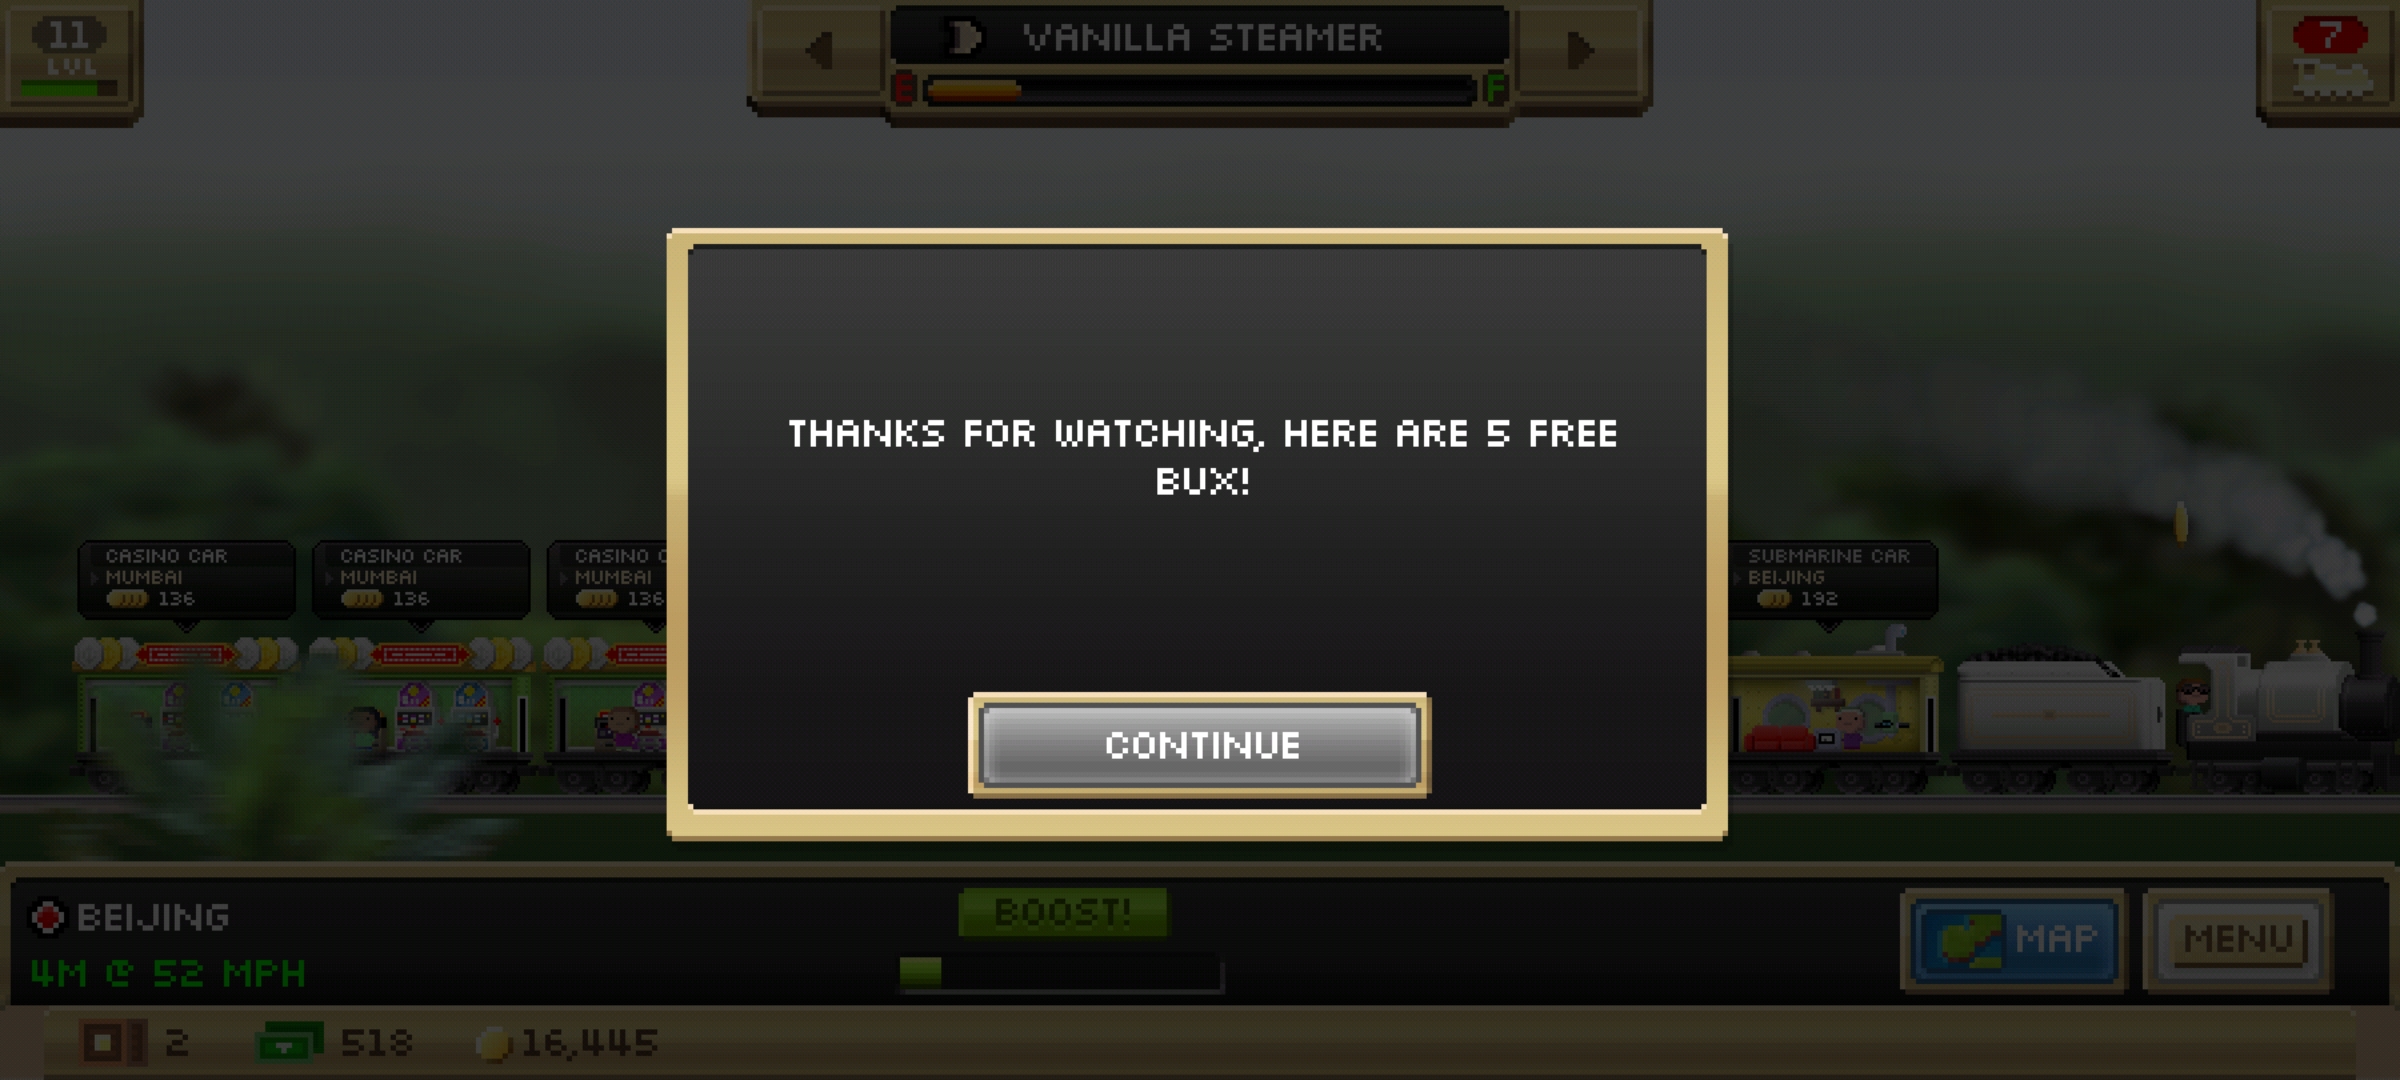 11
LVL
VANILLA STEAMER
E
F
7
THANKS FOR WATCHING, HERE ARE 5 FREE
BUX!
CONTINUE
CASINO CAR
MUMBAI
136
CASINO CAR
MUMBAI
136
CASINO C
MUMBAI
136
SUBMARINE CAR
BEIJING
192
BEIJING
4M @ 52 MPH
BOOST!
MAP
MENU
2
518
16,445